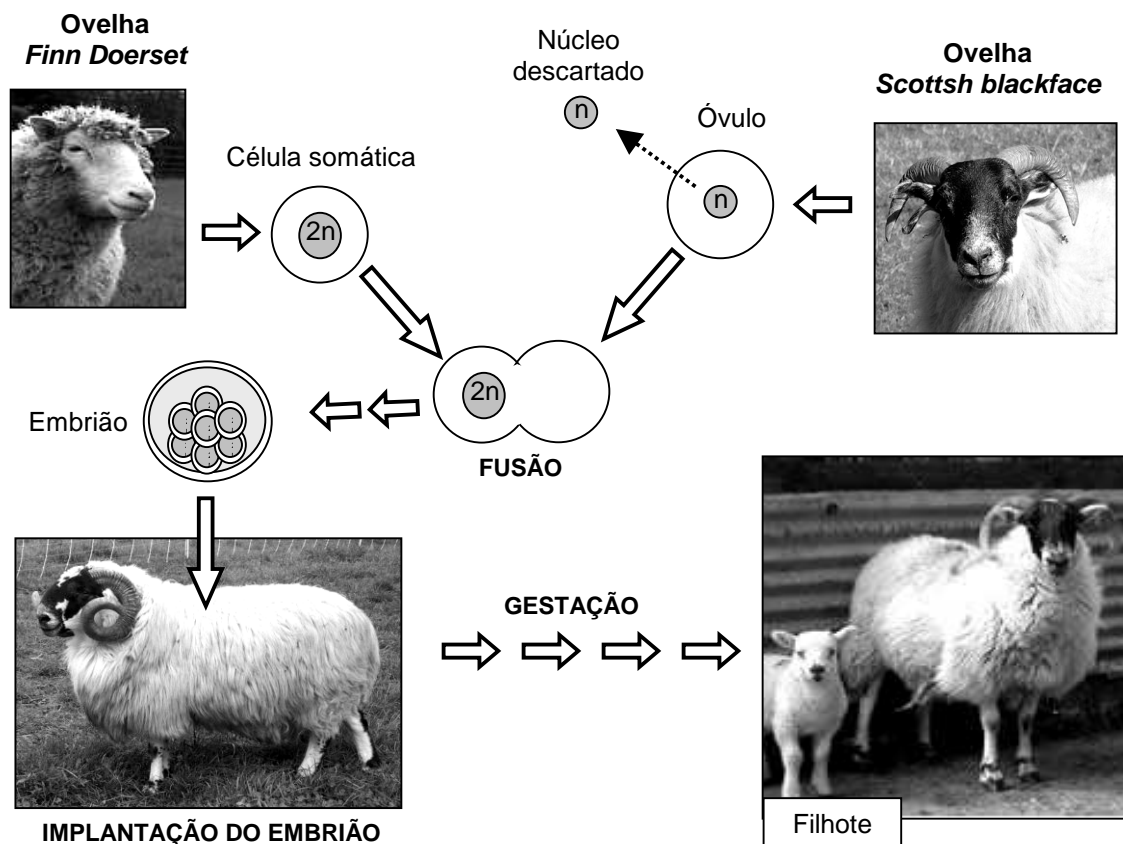 Ovelha
Finn Doerset
Núcleo
descartado
n
Ovelha
Scottsh blackface
Óvulo
n
Célula somática
2n
2n
FUSÃO
Embrião
IMPLANTAÇÃO DO EMBRIÃO
GESTAÇÃO
Filhote